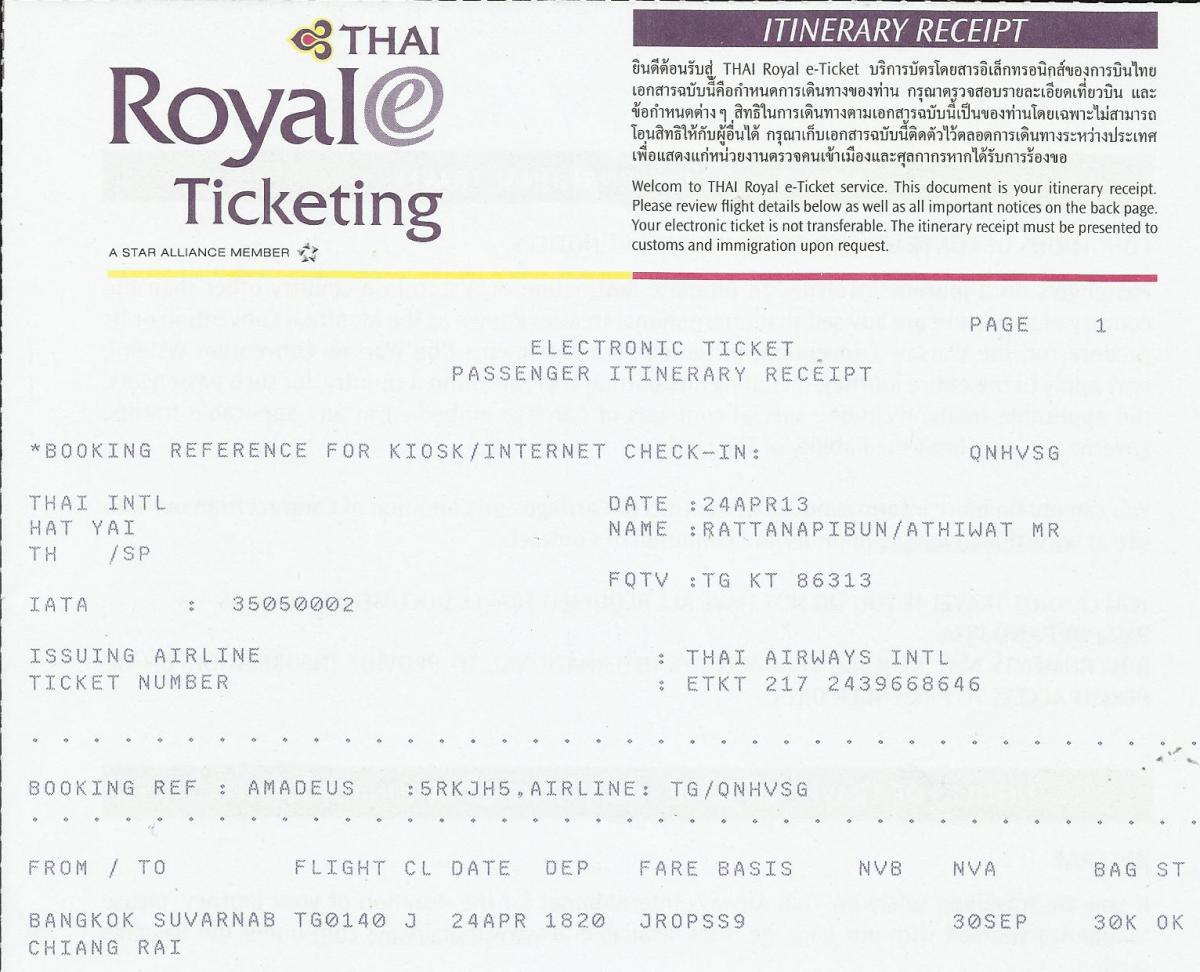 THAI
Royal e
Ticketing
A STAR ALLIANCE MEMBER
ITINERARY RECEIPT
ยินดีต้อนรับสู่ THAI Royal e-Ticket บริการบัตรโดยสารอิเล็กทรอนิกส์ของการบินไทย
เอกสารฉบับนี้คือกำหนดการเดินทางของท่าน กรุณาตรวจสอบรายละเอียดเที่ยวบิน และ
ข้อกำหนดต่างๆ สิทธิในการเดินทางตามเอกสารฉบับนี้เป็นของท่านโดยเฉพาะไม่สามารถ
โอนสิทธิให้กับผู้อื่นได้ กรุณาเก็บเอกสารฉบับนี้ติดตัวไว้ตลอดการเดินทางระหว่างประเทศ
เพื่อแสดงแก่หน่วยงานตรวจคนเข้าเมืองและศุลกากรหากได้รับการร้องขอ
Welcom to THAI Royal e-Ticket service. This document is your itinerary receipt.
Please review flight details below as well as all important notices on the back page.
Your electronic ticket is not transferable. The itinerary receipt must be presented to
customs and immigration upon request.
PAGE 1
ELECTRONIC TICKET
PASSENGER ITINERARY RECEIPT
*BOOKING REFERENCE FOR KIOSK/INTERNET CHECK-IN: QNHVSG
THAI INTL DATE :24APR13
HAT YAI NAME :RATTANAPIBUN/ATHIWAT MR
TH /SP
FQTV :TG KT 86313
IATA : 35050002
ISSUING AIRLINE : THAI AIRWAYS INTL
TICKET NUMBER : ETKT 217 2439668646
BOOKING REF : AMADEUS :5RKJH5,AIRLINE: TG/QNHVSG
FROM / TO FLIGHT CL DATE DEP FARE BASIS NVB NVA BAG ST
BANGKOK SUVARNAB TG0140 J 24APR 1820 JROPSS9 30SEP 30K OK
CHIANG RAI